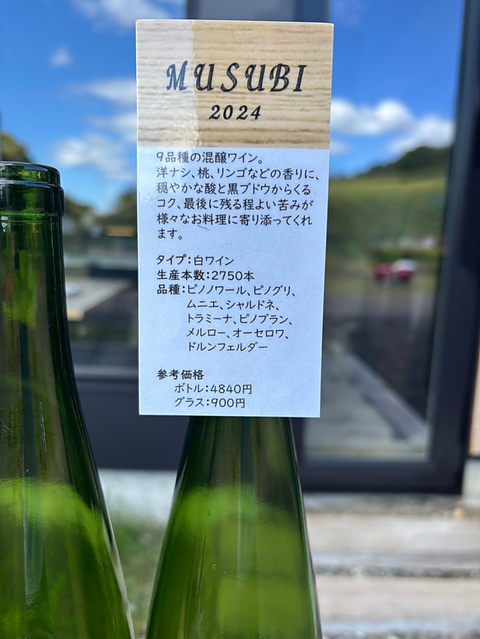 MUSUBI
2024
9品種の混醸ワイン。
洋ナシ、桃、リンゴなどの香りに、
穏やかな酸と黒ブドウからくる
コク、最後に残る程よい苦みが
様々なお料理に寄り添ってくれ
ます。
タイプ：白ワイン
生産本数：2750本
品種：ピノノワール、ピノグリ、
ムニエ、シャルドネ、
トラミーナ、ピノブラン、
メルロー、オーセロワ、
ドルンフェルダー
参考価格
ボトル：4840円
グラス：900円